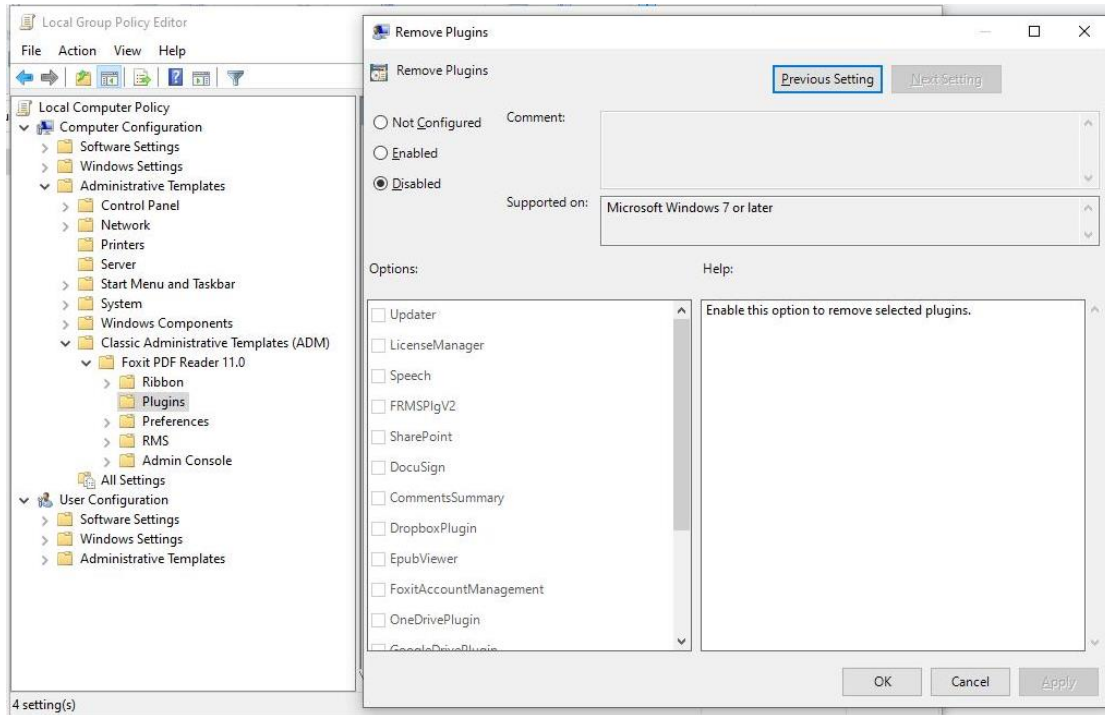 Local Group Policy Editor
File Action View Help
Local Computer Policy
Computer Configuration
Software Settings
Windows Settings
Administrative Templates
Control Panel
Network
Printers
Server
Start Menu and Taskbar
System
Windows Components
Classic Administrative Templates (ADM)
Foxit PDF Reader 11.0
Ribbon
Plugins
Preferences
RMS
Admin Console
All Settings
User Configuration
Software Settings
Windows Settings
Administrative Templates
4 setting(s)
Remove Plugins
Remove Plugins
Previous Setting
Next Setting
Not Configured
Enabled
Disabled
Comment:
Supported on:
Microsoft Windows 7 or later
Options:
Help:
Updater
LicenseManager
Speech
FRMSPlgV2
SharePoint
DocuSign
CommentsSummary
DropboxPlugin
EpubViewer
FoxitAccountManagement
OneDrivePlugin
GoogleDrivePlugin
Enable this option to remove selected plugins.
OK
Cancel
Apply